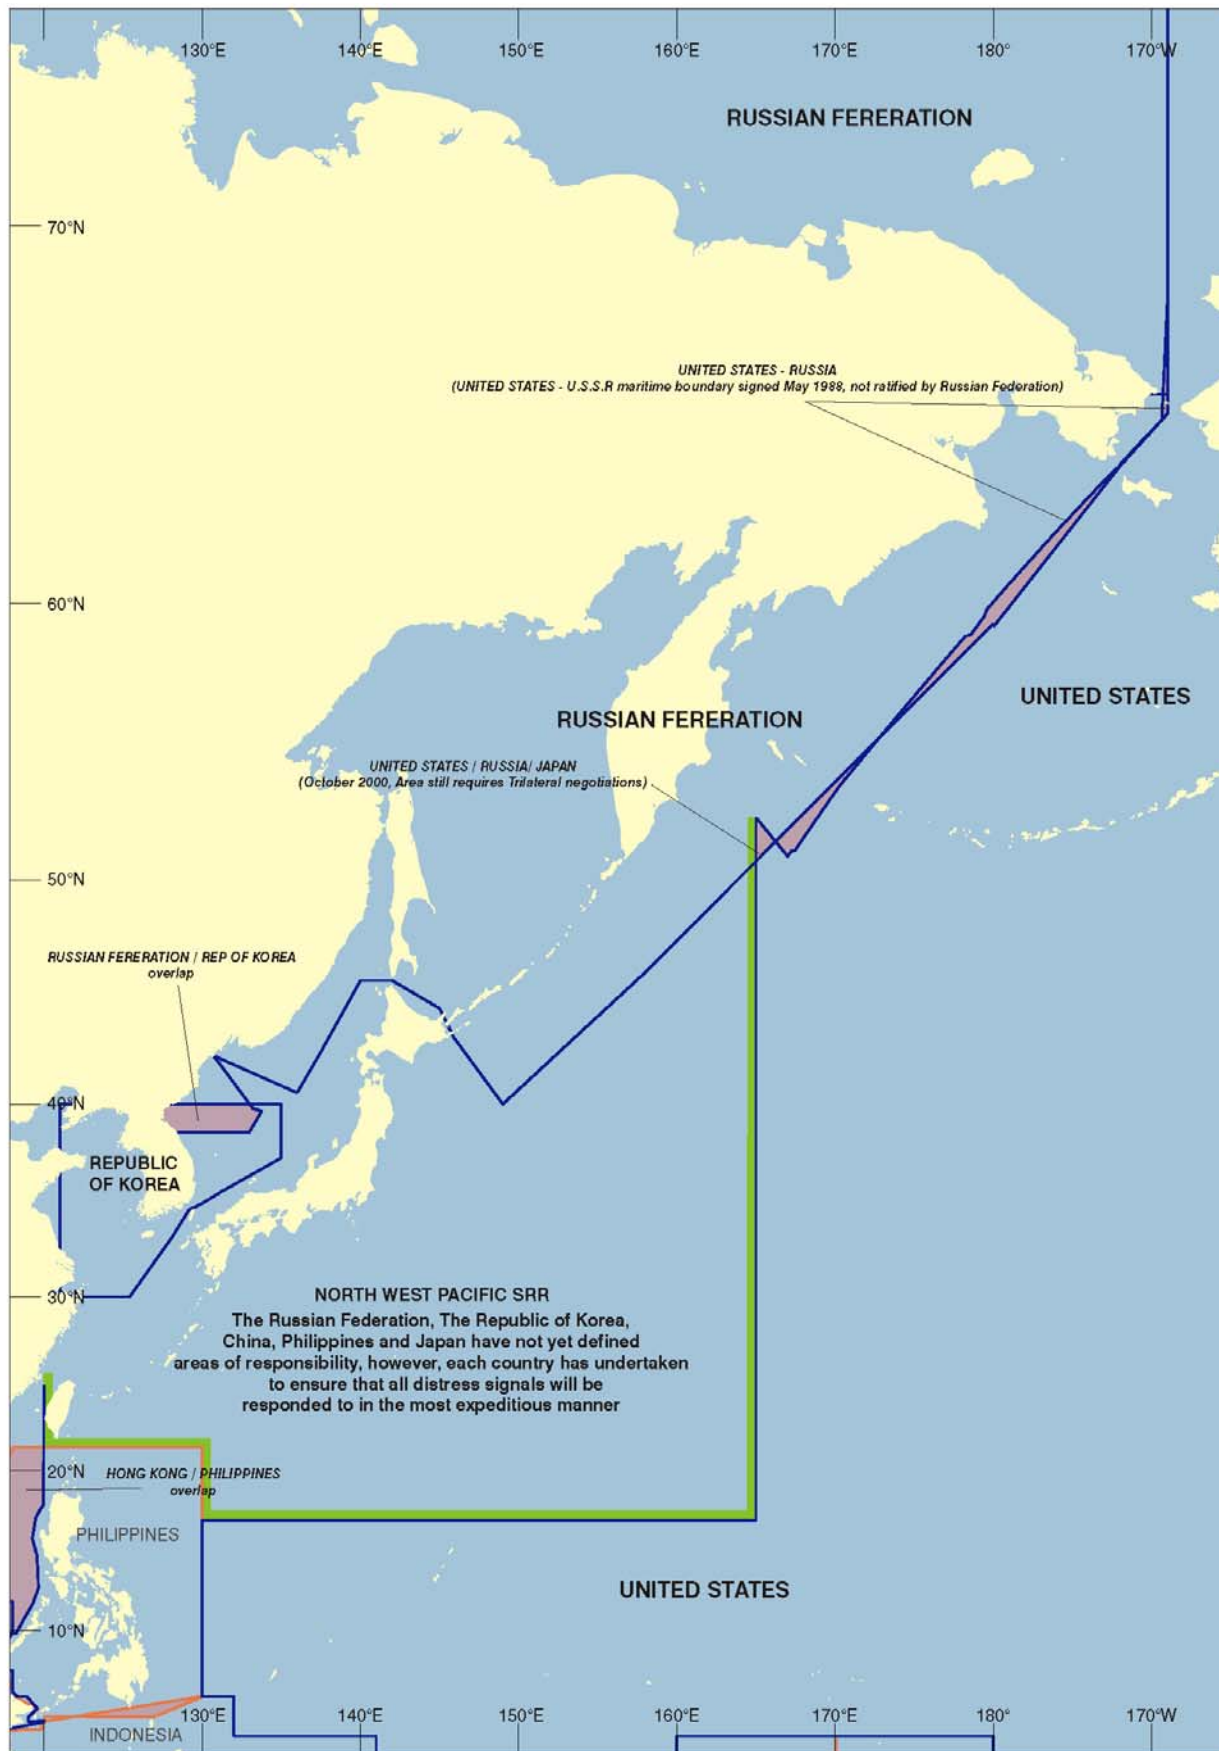 130°E 140°E 150°E 160°E 170°E 180° 170°W
RUSSIAN FERERATION
70°N
UNITED STATES - RUSSIA
(UNITED STATES - U.S.S.R maritime boundary signed May 1988, not ratified by Russian Federation)
60°N
UNITED STATES
RUSSIAN FERERATION
UNITED STATES / RUSSIA/ JAPAN
(October 2000, Area still requires Trilateral negotiations)
50°N
RUSSIAN FERERATION / REP OF KOREA
overlap
40°N
REPUBLIC
OF KOREA
30°N
NORTH WEST PACIFIC SRR
The Russian Federation, The Republic of Korea,
China, Philippines and Japan have not yet defined
areas of responsibility, however, each country has undertaken
to ensure that all distress signals will be
responded to in the most expeditious manner
20°N
HONG KONG / PHILIPPINES
overlap
PHILIPPINES
UNITED STATES
10°N
130°E 140°E 150°E 160°E 170°E 180° 170°W
INDONESIA